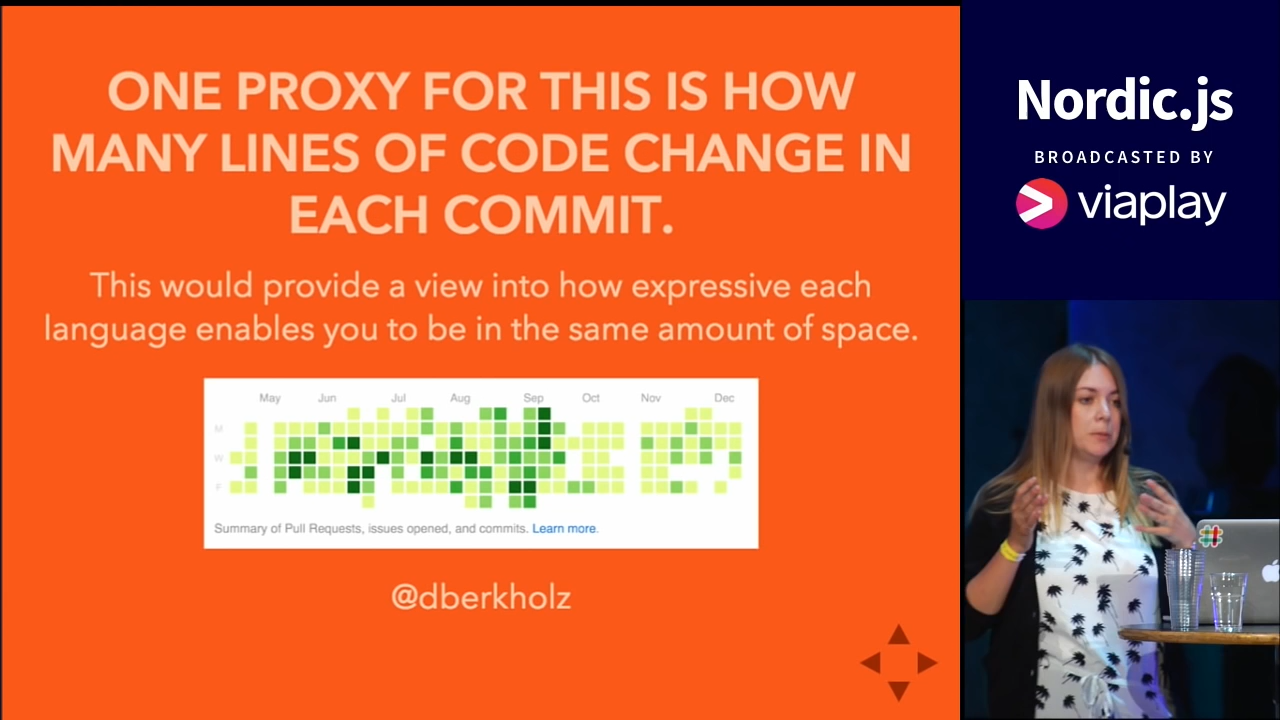 ONE PROXY FOR THIS IS HOW
MANY LINES OF CODE CHANGE IN
EACH COMMIT.
This would provide a view into how expressive each
language enables you to be in the same amount of space.
May Jun Jul Aug Sep Oct Nov Dec
M
W
F
Summary of Pull Requests, issues opened, and commits. Learn more.
@dberkholz
Nordic.js
BROADCASTED BY
viaplay